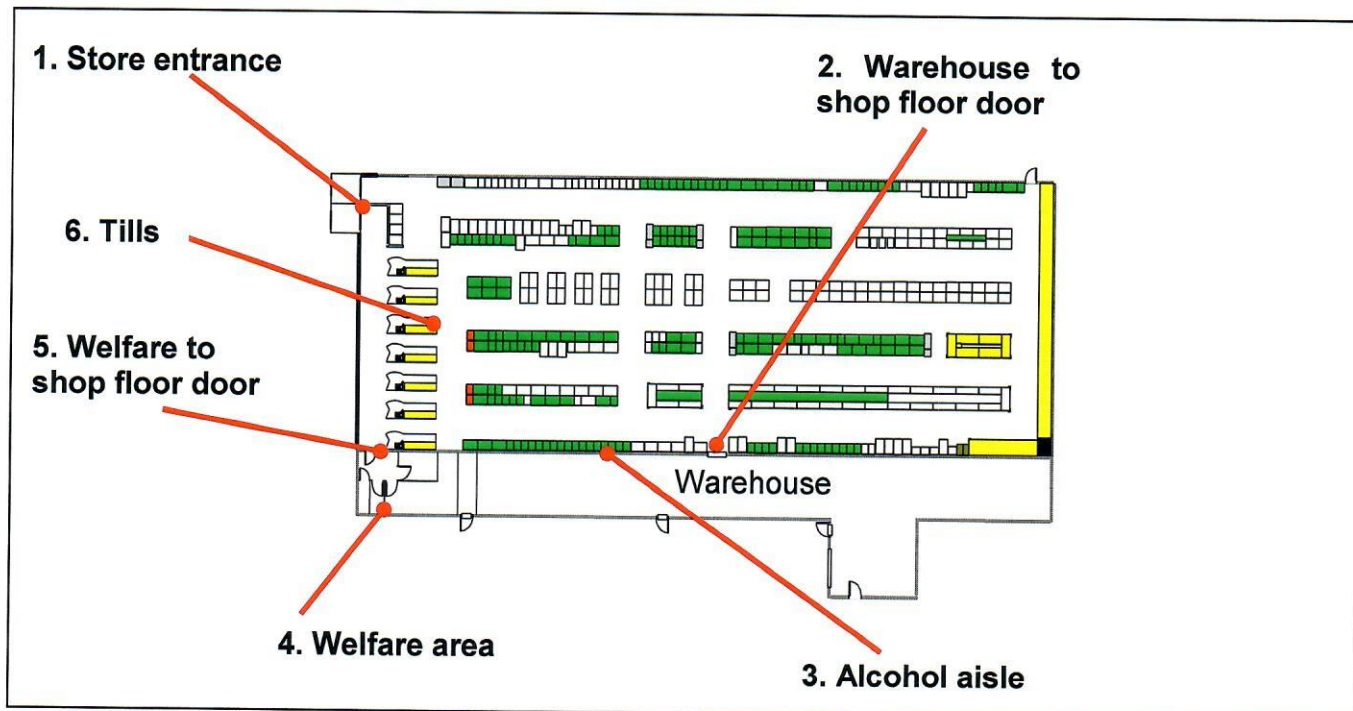 1. Store entrance
2. Warehouse to
shop floor door
6. Tills
5. Welfare to
shop floor door
Warehouse
4. Welfare area
3. Alcohol aisle